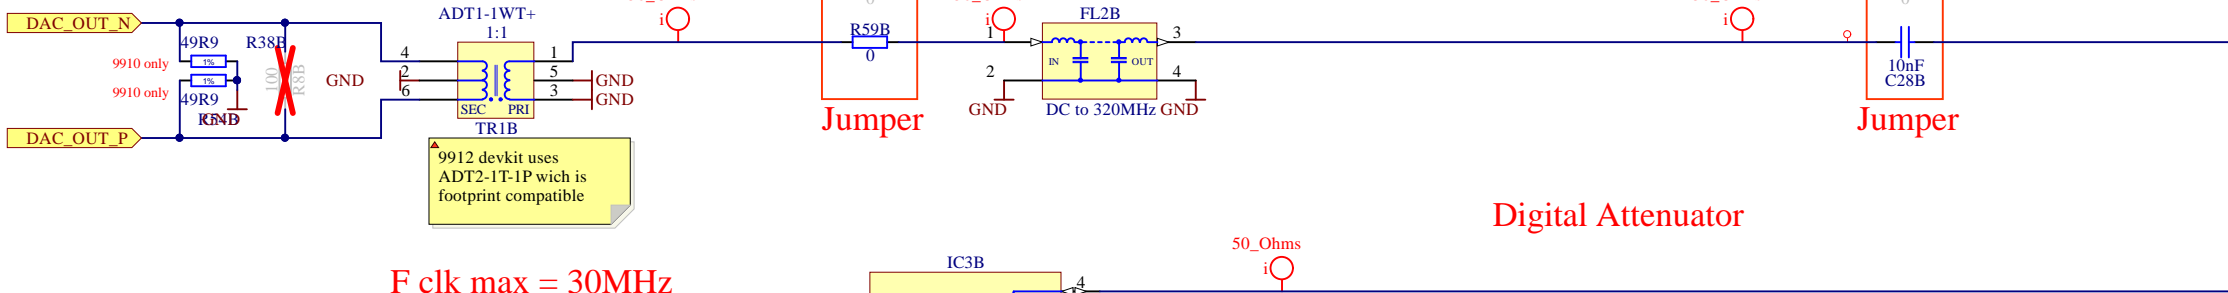 DAC_OUT_N
49R9
R38B
9910 only
1%
100
R8B
1%
9910 only
49R9
GND
DAC_OUT_P
ADT1-1WT+
1:1
4
1
GND
2
5
GND
6
3
GND
SEC
PRI
TR1B
9912 devkit uses
ADT2-1T-1P wich is
footprint compatible
i
R59B
0
Jumper
i
FL2B
1
3
IN
OUT
2
4
GND
DC to 320MHz
GND
i
10nF
C28B
Jumper
Digital Attenuator
50_Ohms
i
F clk max = 30MHz
IC3B
4